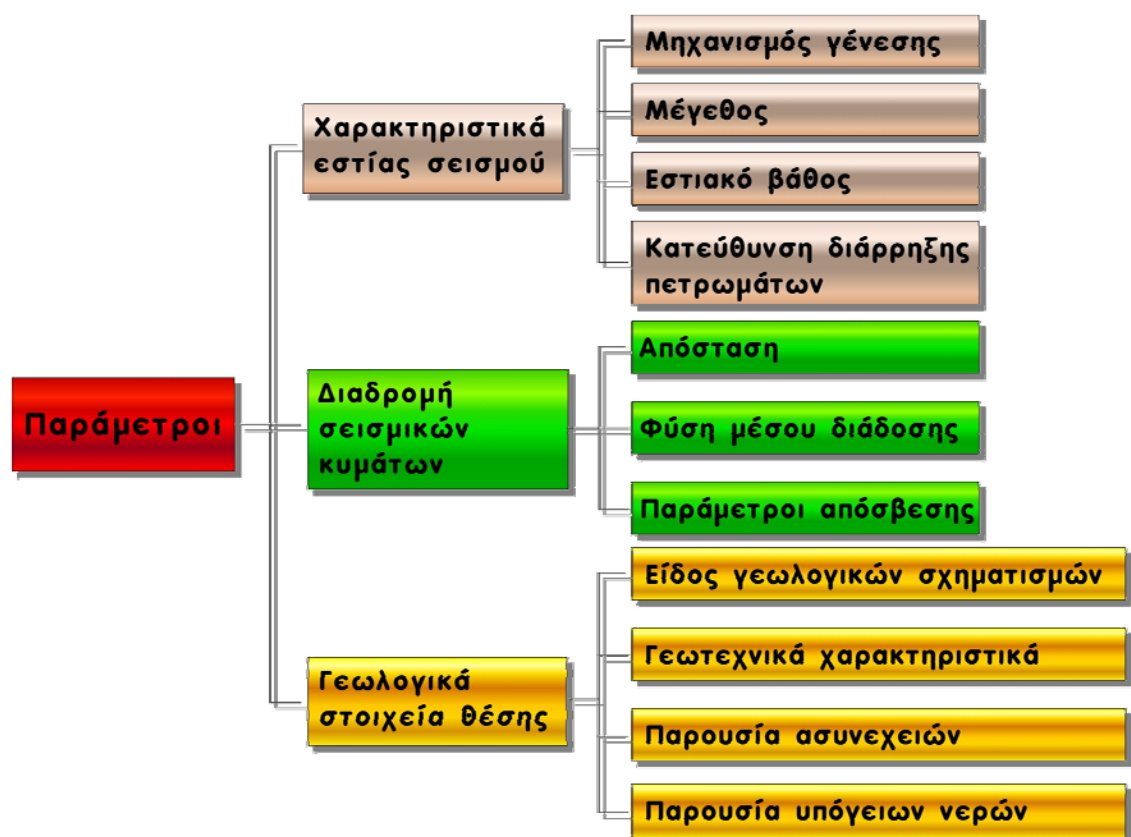 Παράμετροι
Χαρακτηριστικά
εστίας σεισμού
Μηχανισμός γένεσης
Μέγεθος
Εστιακό βάθος
Κατεύθυνση διάρρηξης
πετρωμάτων
Διαδρομή
σεισμικών
κυμάτων
Απόσταση
Φύση μέσου διάδοσης
Παράμετροι απόσβεσης
Γεωλογικά
στοιχεία θέσης
Είδος γεωλογικών σχηματισμών
Γεωτεχνικά χαρακτηριστικά
Παρουσία ασυνεχειών
Παρουσία υπόγειων νερών